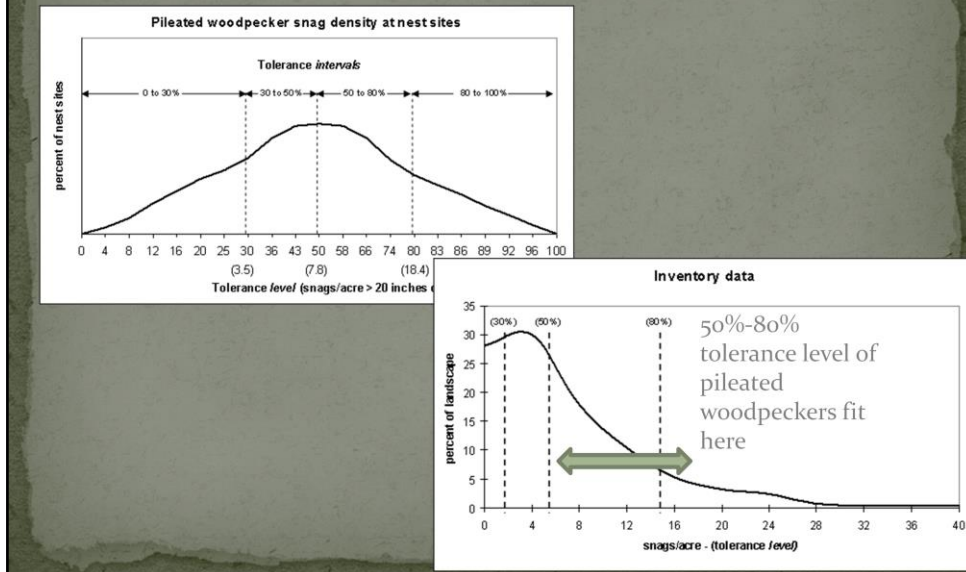 Pileated woodpecker snag density at nest sites
Tolerance intervals
0 to 30% 30 to 50% 50 to 80% 80 to 100%
percent of nest sites
0 4 8 12 16 20 25 30 36 43 50 58 66 74 80 83 86 89 92 96 100
(3.5) (7.8) (18.4)
Tolerance level (snags/acre > 20 inches
Inventory data
35
30
25
20
15
10
5
0
percent of landscape
(30%) (50%) (80%)
50%-80%
tolerance level of
pileated
woodpeckers fit
here
0 4 8 12 16 20 24 28 32 36 40
snags/acre - (tolerance level)